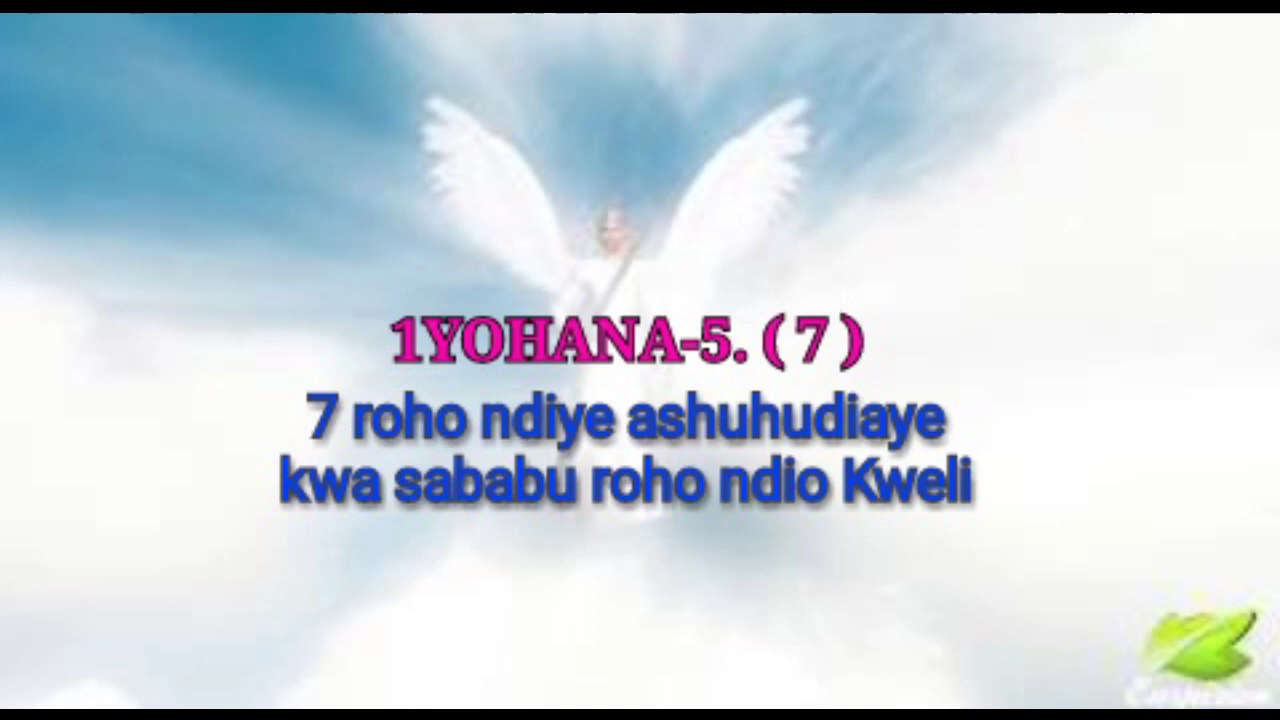 1YOHANA-5. ( 7 )
7 roho ndiye ashuhudiaye
kwa sababu roho ndio Kweli